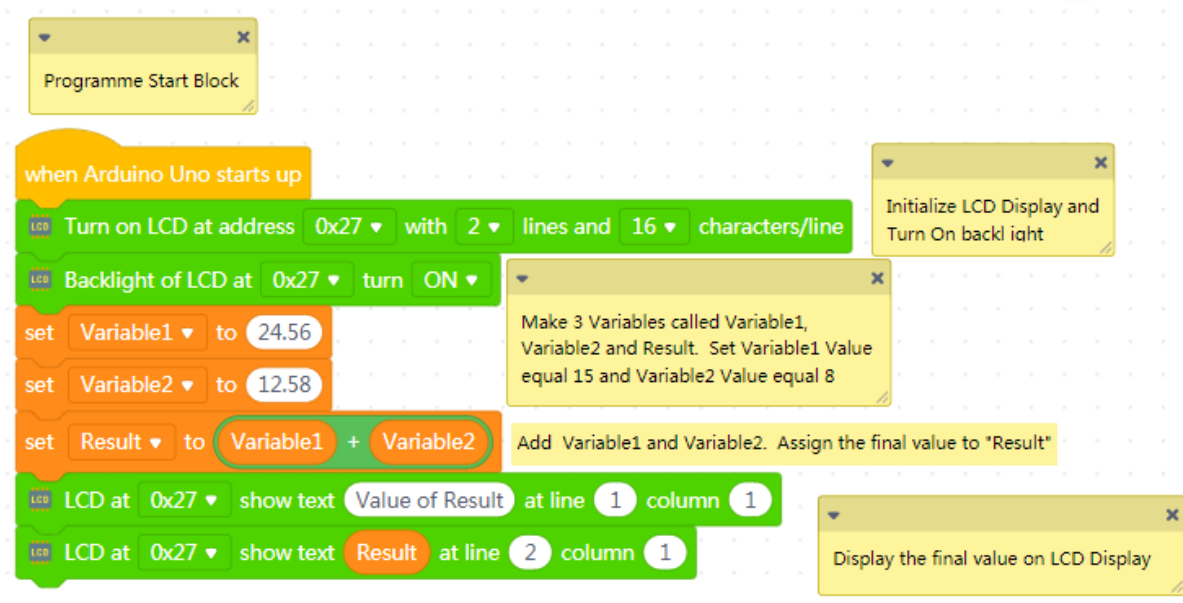 Programme Start Block
when Arduino Uno starts up
Turn on LCD at address 0x27 with 2 lines and 16 characters/line
Initialize LCD Display and
Turn On backl ight
Backlight of LCD at 0x27 turn ON
set Variable1 to 24.56
Make 3 Variables called Variable1,
Variable2 and Result. Set Variable1 Value
equal 15 and Variable2 Value equal 8
set Variable2 to 12.58
set Result to Variable1 + Variable2
Add Variable1 and Variable2. Assign the final value to "Result"
LCD at 0x27 show text Value of Result at line 1 column 1
LCD at 0x27 show text Result at line 2 column 1
Display the final value on LCD Display